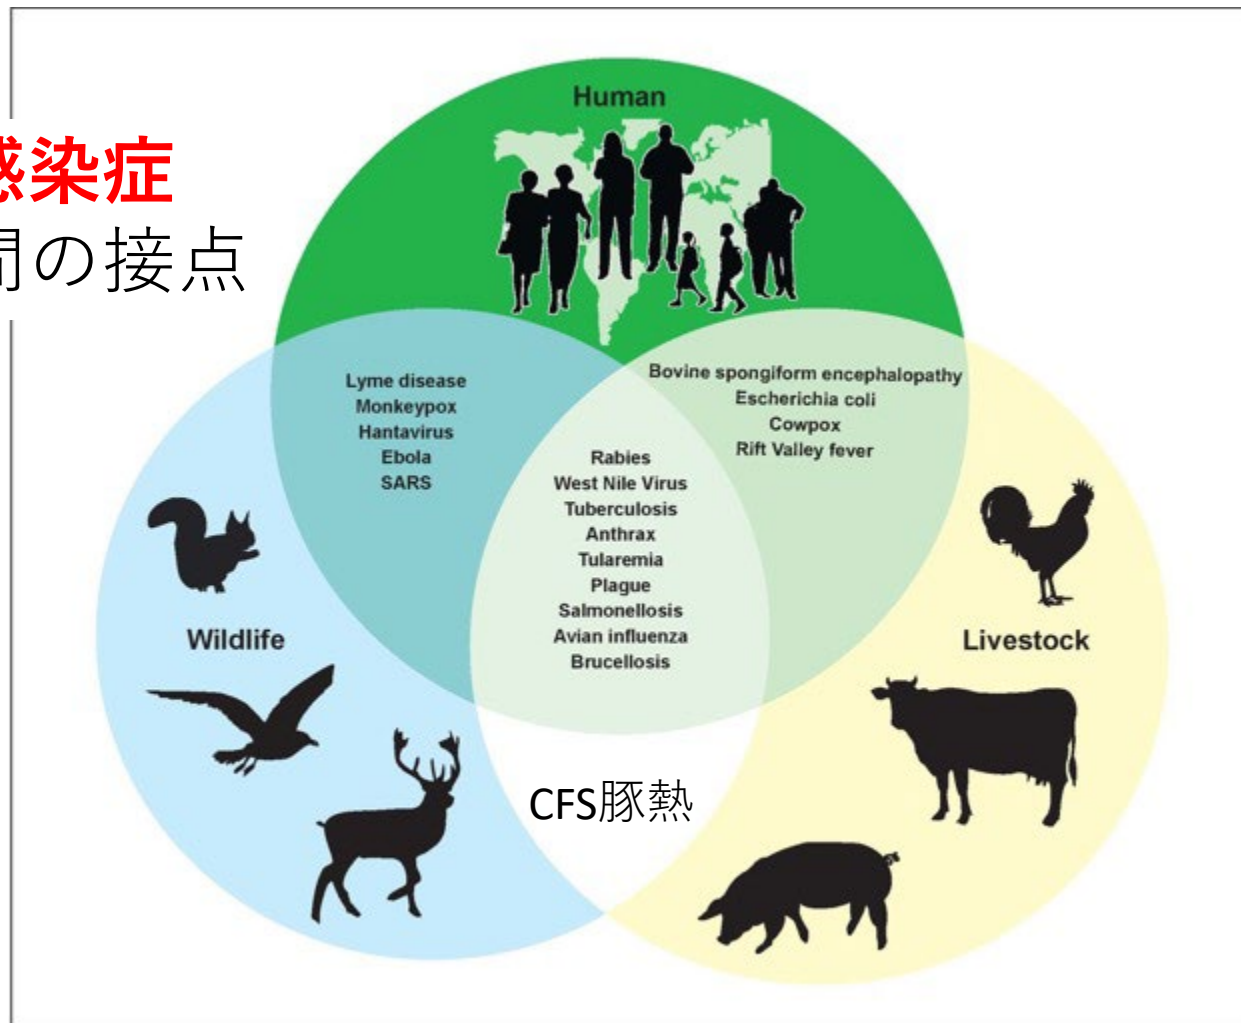 感染症
間の接点
Human
Lyme disease
Monkeypox
Hantavirus
Ebola
SARS
Bovine spongiform encephalopathy
Escherichia coli
Cowpox
Rift Valley fever
Rabies
West Nile Virus
Tuberculosis
Anthrax
Tularemia
Plague
Salmonellosis
Avian influenza
Brucellosis
Wildlife
Livestock
CFS豚熱